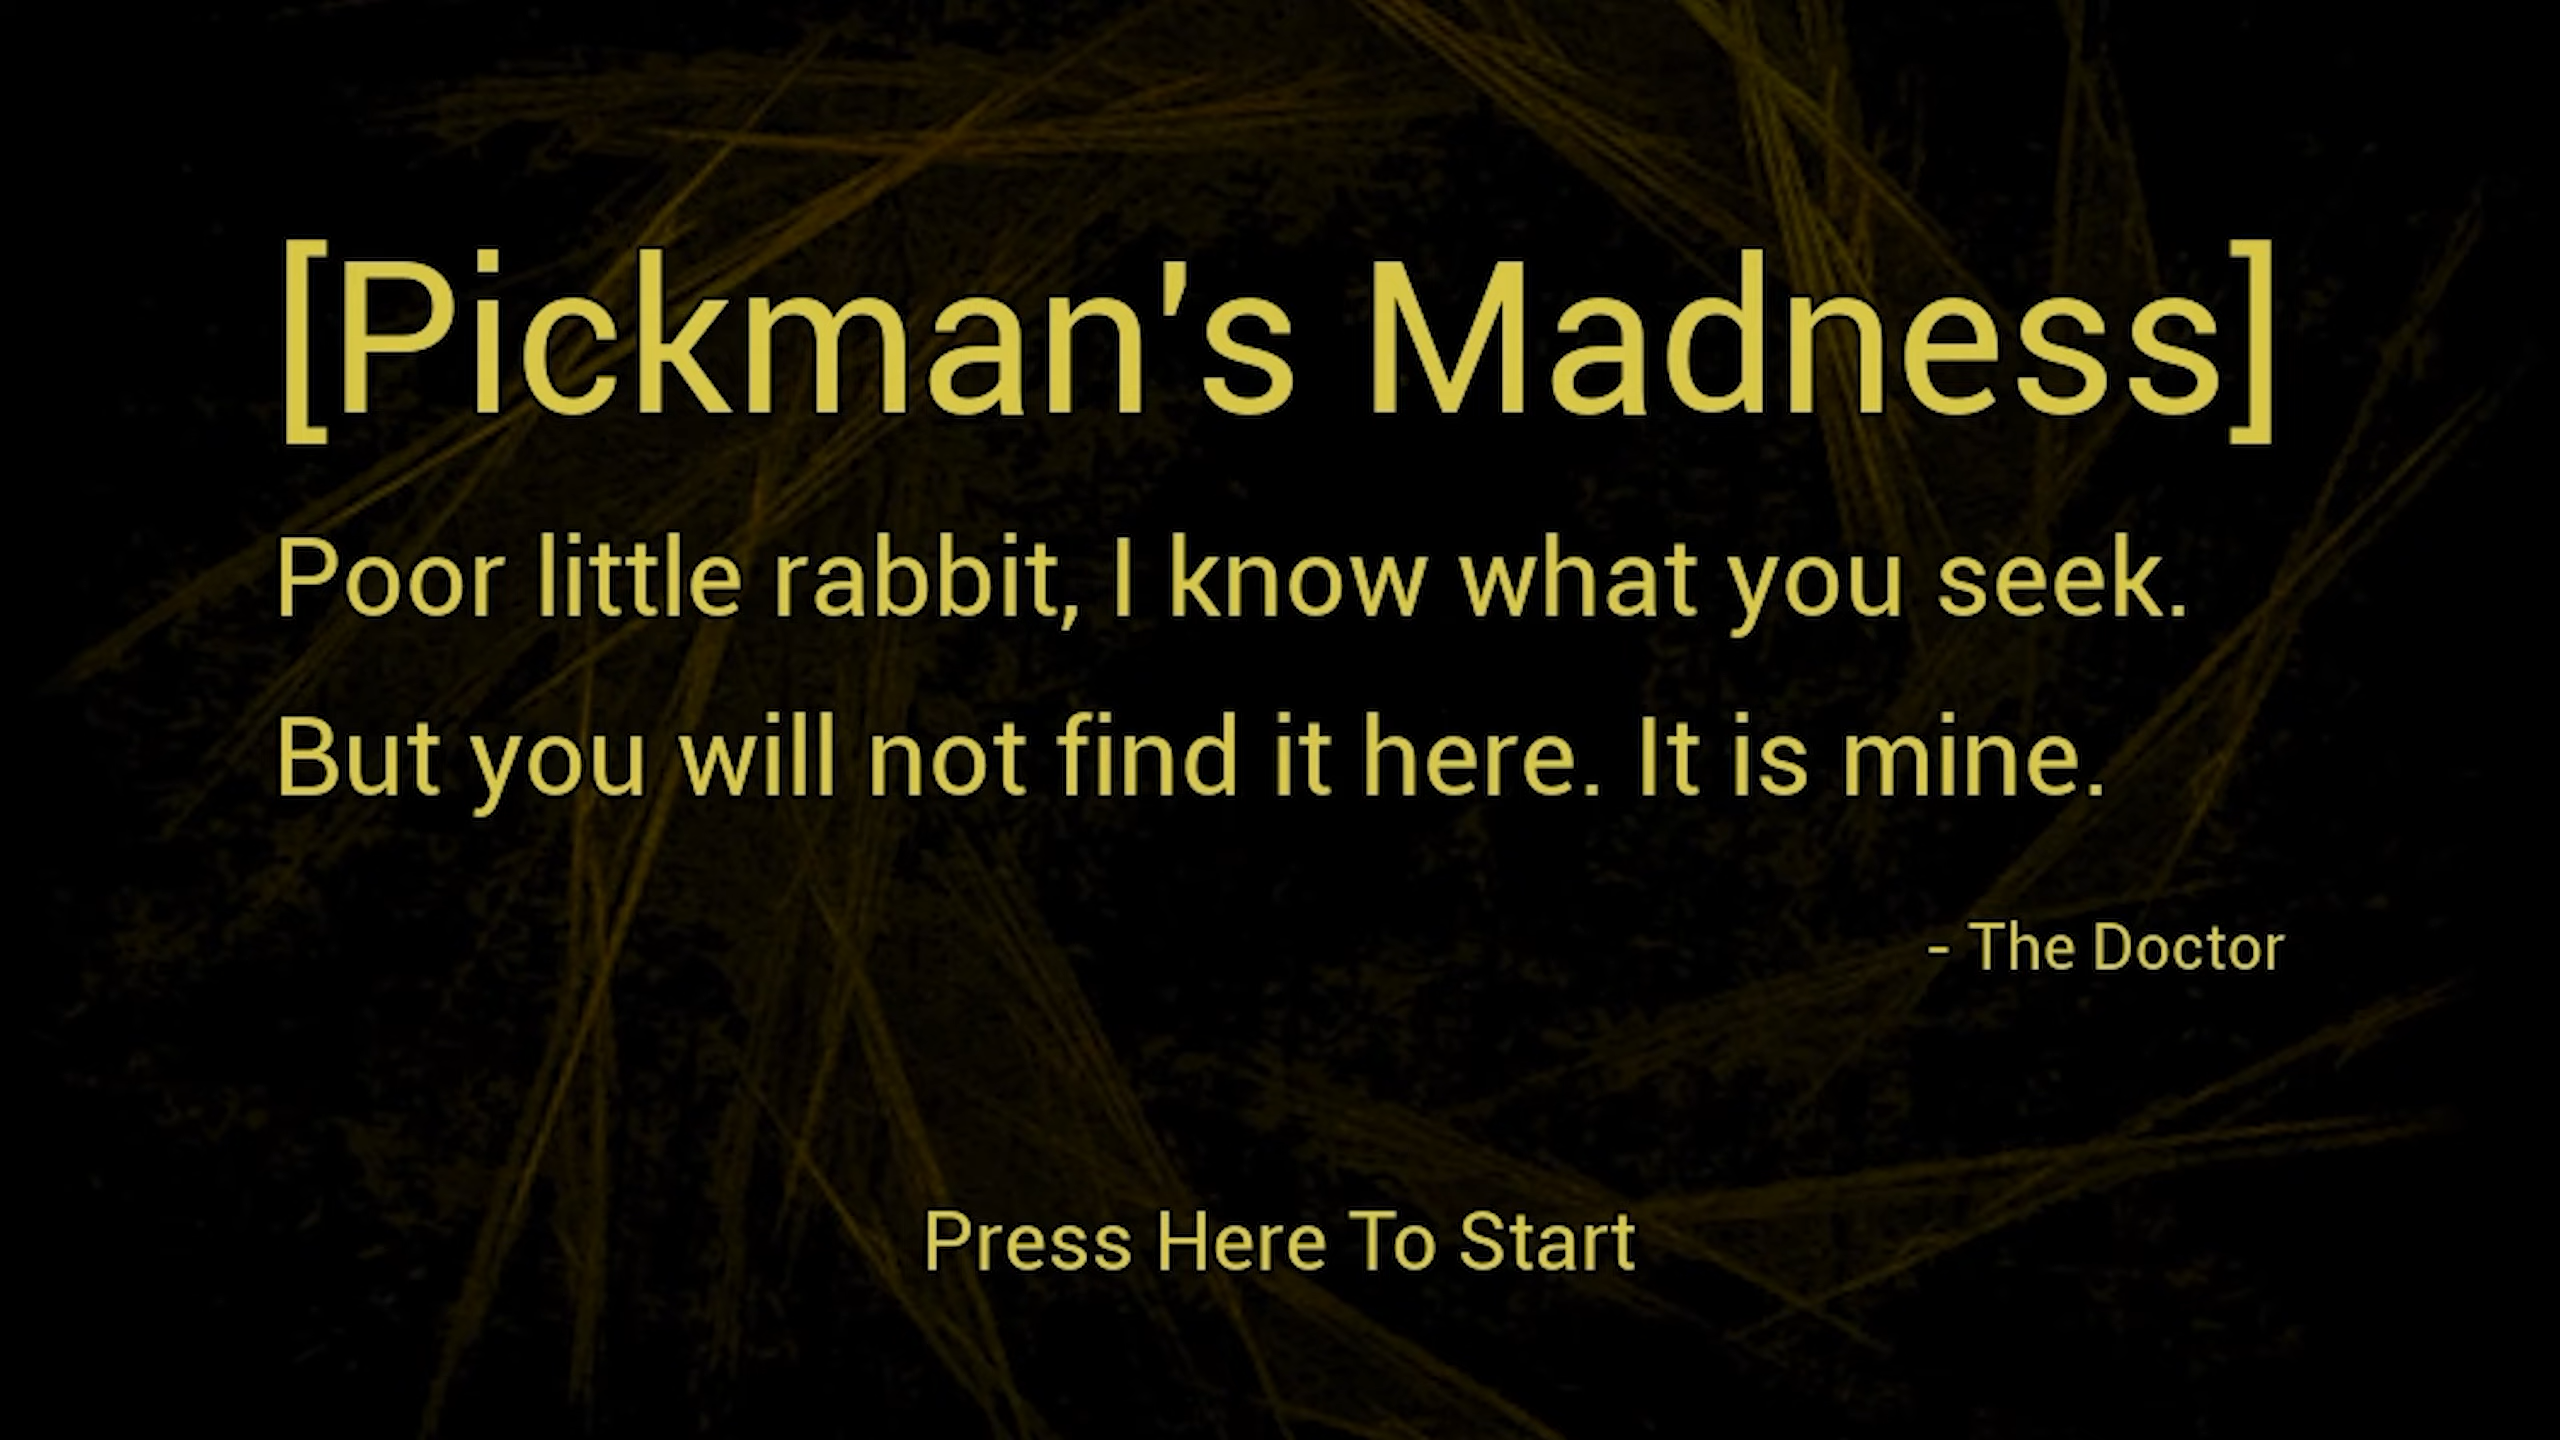 [Pickman's Madness]
Poor little rabbit, I know what you seek.
But you will not find it here. It is mine.
- The Doctor
Press Here To Start